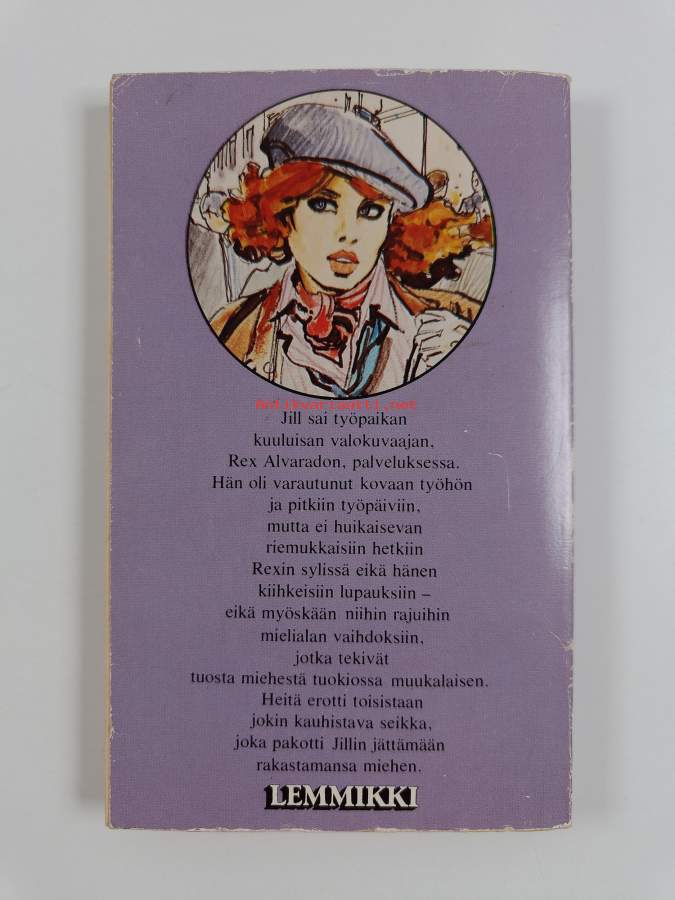 antikvariaatti.net
Jill sai työpaikan
kuuluisan valokuvaajan,
Rex Alvaradon, palveluksessa.
Hän oli varautunut kovaan työhön
ja pitkiin työpäiviin,
mutta ei huikaisevan
riemukkaisiin hetkiin
Rexin sylissä eikä hänen
kiihkeisiin lupauksiin –
eikä myöskään niihin rajuihin
mielialan vaihdoksiin,
jotka tekivät
tuosta miehestä tuokiossa muukalaisen.
Heitä erotti toisistaan
jokin kauhistava seikka,
joka pakotti Jillin jättämään
rakastamansa miehen.
LEMMIKKI